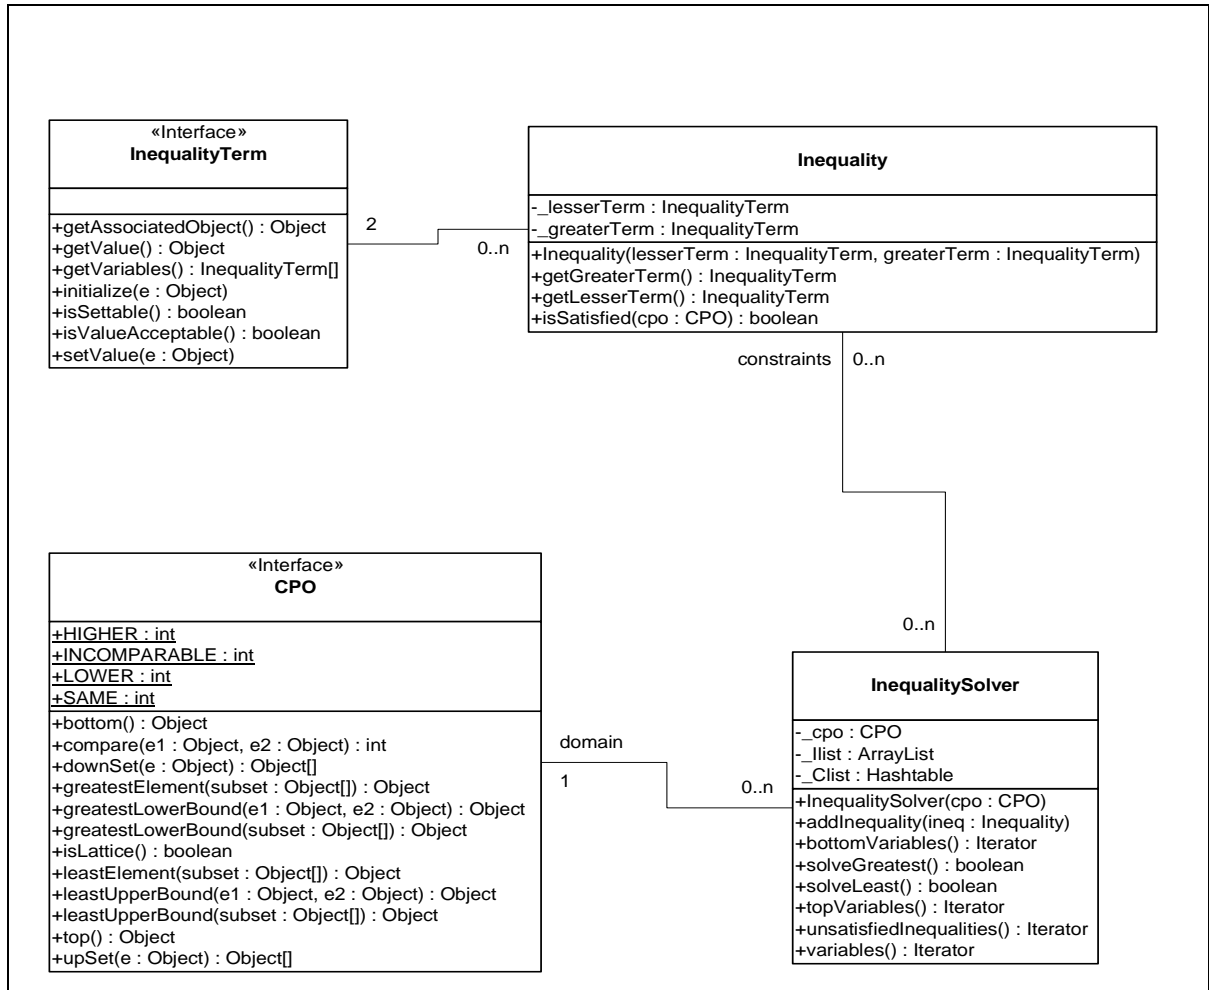 «Interface»
InequalityTerm
+getAssociatedObject() : Object
+getValue() : Object
+getVariables() : InequalityTerm[]
+initialize(e : Object)
+isSettable() : boolean
+isValueAcceptable() : boolean
+setValue(e : Object)
2
0..n
Inequality
-_lesserTerm : InequalityTerm
-_greaterTerm : InequalityTerm
+Inequality(lesserTerm : InequalityTerm, greaterTerm : InequalityTerm)
+getGreaterTerm() : InequalityTerm
+getLesserTerm() : InequalityTerm
+isSatisfied(cpo : CPO) : boolean
constraints
0..n
«Interface»
CPO
+HIGHER : int
+INCOMPARABLE : int
+LOWER : int
+SAME : int
+bottom() : Object
+compare(e1 : Object, e2 : Object) : int
+downSet(e : Object) : Object[]
+greatestElement(subset : Object[]) : Object
+greatestLowerBound(e1 : Object, e2 : Object) : Object
+greatestLowerBound(subset : Object[]) : Object
+isLattice() : boolean
+leastElement(subset : Object[]) : Object
+leastUpperBound(e1 : Object, e2 : Object) : Object
+leastUpperBound(subset : Object[]) : Object
+top() : Object
+upSet(e : Object) : Object[]
domain
1
0..n
0..n
InequalitySolver
-_cpo : CPO
-_Ilist : ArrayList
-_Clist : Hashtable
+InequalitySolver(cpo : CPO)
+addInequality(ineq : Inequality)
+bottomVariables() : Iterator
+solveGreatest() : boolean
+solveLeast() : boolean
+topVariables() : Iterator
+unsatisfiedInequalities() : Iterator
+variables() : Iterator